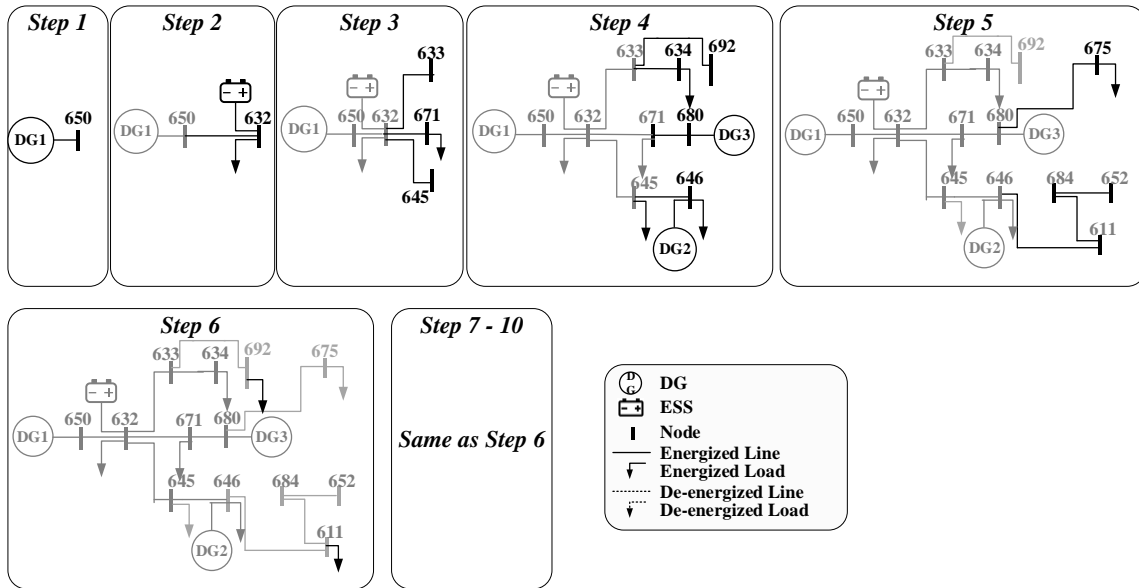 Step 1
650
DG1
Step 2
650
632
DG1
Step 3
633
650
632
671
DG1
645
Step 4
633
634
692
650
632
671
680
DG1
DG3
645
646
DG2
Step 5
633
634
692
675
650
632
671
680
DG1
DG3
645
646
684
652
611
DG2
Step 6
633
634
692
675
650
632
671
680
DG1
DG3
645
646
684
652
611
DG2
Step 7 - 10
Same as Step 6
D
G
DG
ESS
Node
Energized Line
Energized Load
De-energized Line
De-energized Load